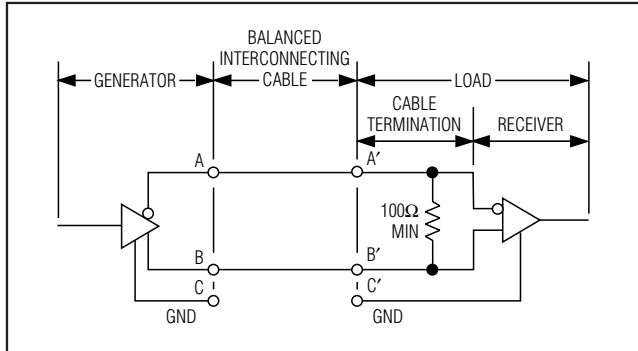 BALANCED
INTERCONNECTING
CABLE
GENERATOR
LOAD
CABLE
TERMINATION
RECEIVER
A
A′
100Ω
MIN
B
B′
C
C′
GND
GND